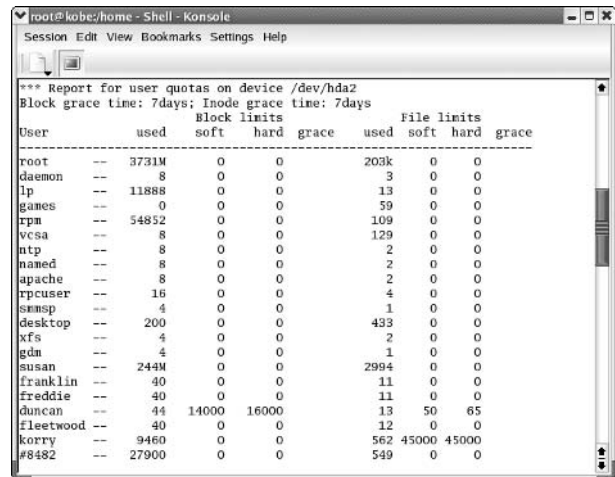 root@kobe:/home - Shell - Konsole
Session Edit View Bookmarks Settings Help
*** Report for user quotas on device /dev/hda2
Block grace time: 7days; Inode grace time: 7days
Block limits File limits
User used soft hard grace used soft hard grace
----------------------------------------------------------------------
root -- 3731M 0 0 203k 0 0
daemon -- 8 0 0 3 0 0
lp -- 11888 0 0 13 0 0
games -- 0 0 0 59 0 0
rpm -- 54852 0 0 109 0 0
vcsa -- 8 0 0 129 0 0
ntp -- 8 0 0 2 0 0
named -- 8 0 0 2 0 0
apache -- 8 0 0 2 0 0
rpcuser -- 16 0 0 4 0 0
smmsp -- 4 0 0 1 0 0
desktop -- 200 0 0 433 0 0
xfs -- 4 0 0 2 0 0
gdm -- 4 0 0 1 0 0
susan -- 244M 0 0 2994 0 0
franklin -- 40 0 0 11 0 0
freddie -- 40 0 0 11 0 0
duncan -- 44 14000 16000 13 50 65
fleetwood -- 40 0 0 12 0 0
korry -- 9460 0 0 562 45000 45000
#8482 -- 27900 0 0 549 0 0